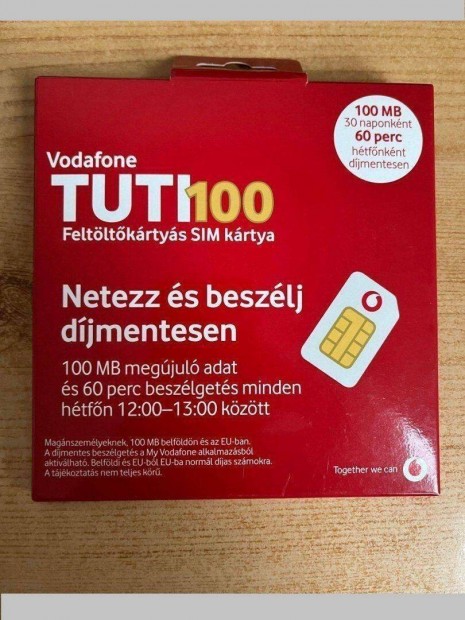 100 MB
30 naponként
60 perc
hétfőnként
díjmentesen
Vodafone
TUTI100
Feltöltőkártyás SIM kártya
Netezz és beszélj
díjmentesen
100 MB megújuló adat
és 60 perc beszélgetés minden
hétfőn 12:00–13:00 között
Magánszemélyeknek, 100 MB belföldön és az EU-ban.
A díjmentes beszélgetés a My Vodafone alkalmazásból
aktiválható. Belföldi és EU-ból EU-ba normál díjas számokra.
A tájékoztatás nem teljes körű.
Together we can